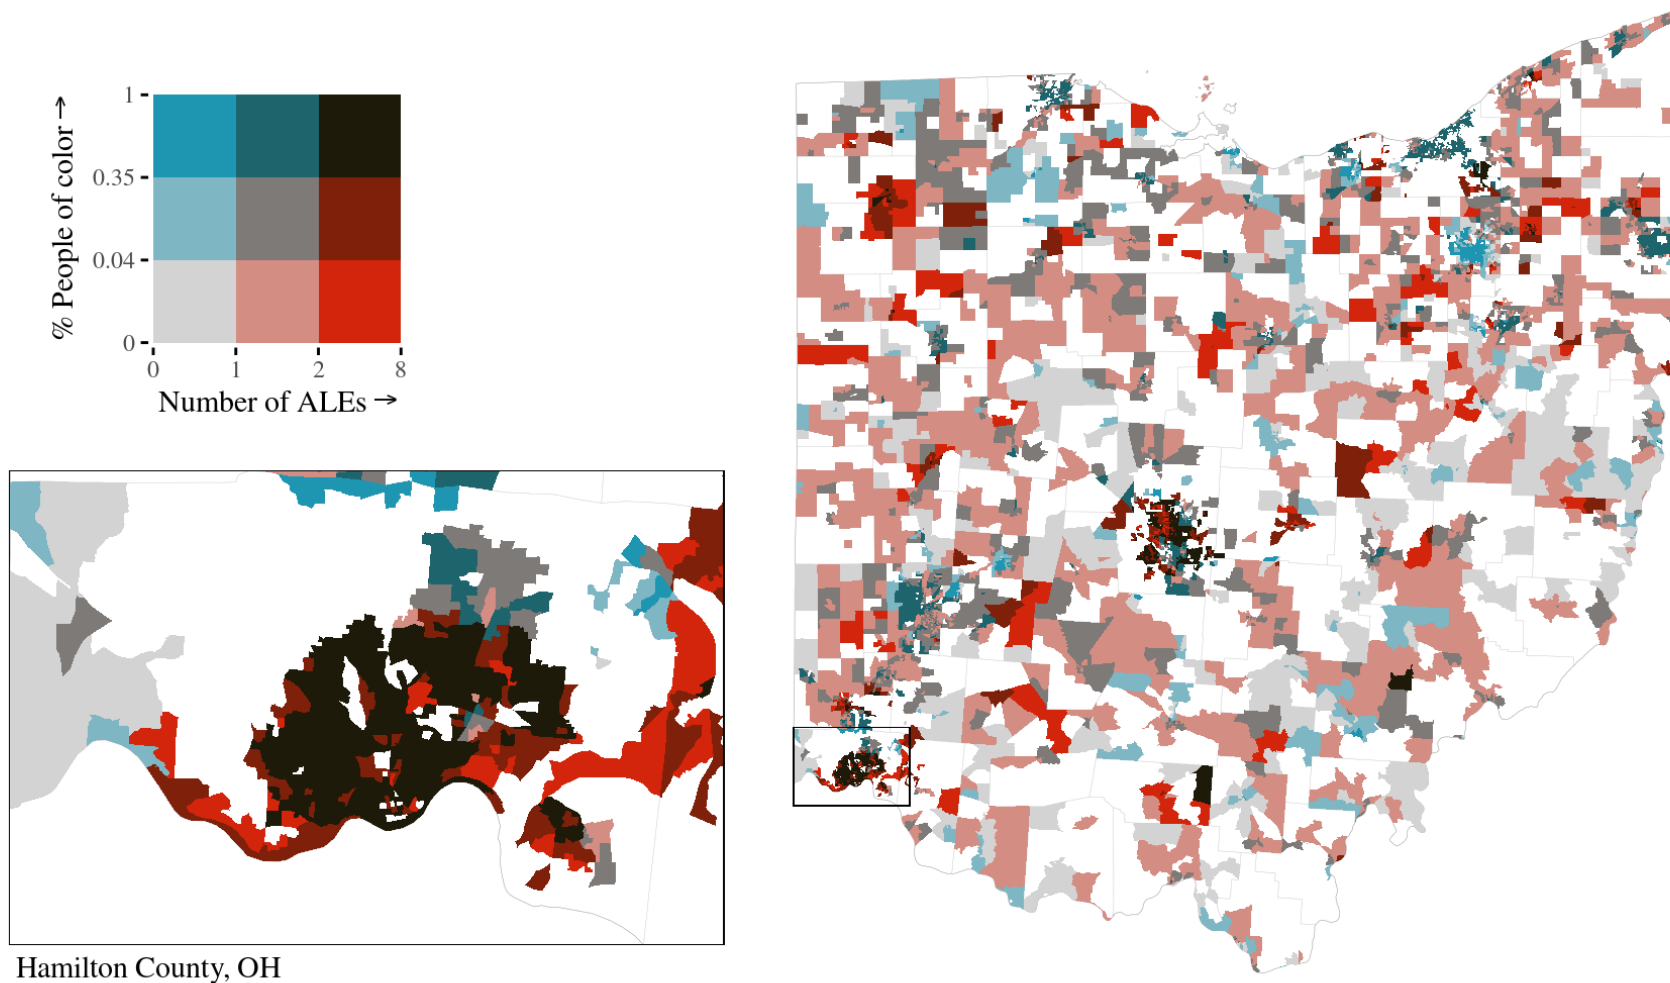 % People of color →
1
0.35
0.04
0
0 1 2 8
Number of ALEs →
Hamilton County, OH